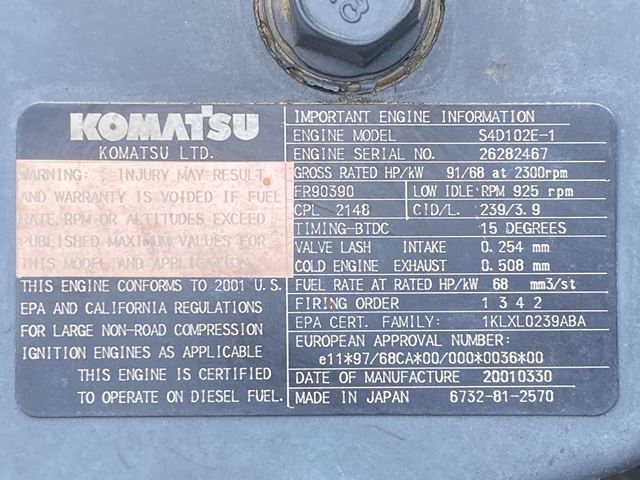 8
KOMATSU
KOMATSU LTD.
WARNING: INJURY MAY RESULT
AND WARRANTY IS VOIDED IF FUEL
RATE,RPM OR ALTITUDES EXCEED
PUBLISHED MAXIMUM VALUES FOR
THIS MODEL AND APPLICATION.
THIS ENGINE CONFORMS TO 2001 U.S.
EPA AND CALIFORNIA REGULATIONS
FOR LARGE NON-ROAD COMPRESSION
IGNITION ENGINES AS APPLICABLE
THIS ENGINE IS CERTIFIED
TO OPERATE ON DIESEL FUEL.
IMPORTANT ENGINE INFORMATION
ENGINE MODEL S4D102E-1
ENGINE SERIAL NO. 26282467
GROSS RATED HP/kW 91/68 at 2300rpm
FR90390 LOW IDLE RPM 925 rpm
CPL 2148 CID/L. 239/3.9
TIMING-BTDC 15 DEGREES
VALVE LASH INTAKE 0.254 mm
COLD ENGINE EXHAUST 0.508 mm
FUEL RATE AT RATED HP/kW 68 mm3/st
FIRING ORDER 1 3 4 2
EPA CERT. FAMILY: 1KLXL0239ABA
EUROPEAN APPROVAL NUMBER:
e11*97/68CA*00/000*0036*00
DATE OF MANUFACTURE 20010330
MADE IN JAPAN 6732-81-2570